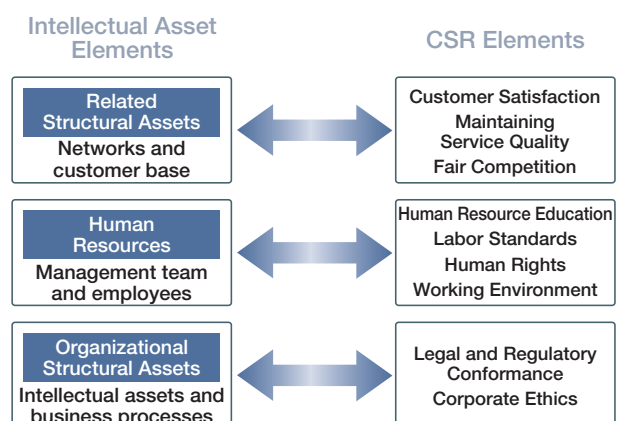 Intellectual Asset
Elements
CSR Elements
Related
Structural Assets
Networks and
customer base
Customer Satisfaction
Maintaining
Service Quality
Fair Competition
Human
Resources
Management team
and employees
Human Resource Education
Labor Standards
Human Rights
Working Environment
Organizational
Structural Assets
Intellectual assets and
business processes
Legal and Regulatory
Conformance
Corporate Ethics